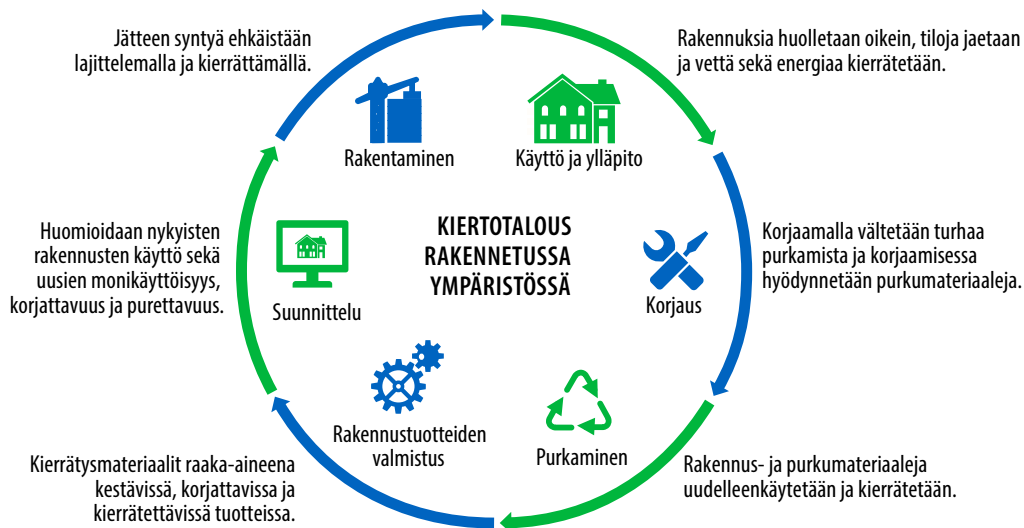 KIERTOTALOUS
RAKENNETUSSA
YMPÄRISTÖSSÄ
Jätteen syntyä ehkäistään
lajittelemalla ja kierrättämällä.
Rakentaminen
Rakennuksia huolletaan oikein, tiloja jaetaan
ja vettä sekä energiaa kierrätetään.
Käyttö ja ylläpito
Korjaamalla vältetään turhaa
purkamista ja korjaamisessa
hyödynnetään purkumateriaaleja.
Korjaus
Rakennus- ja purkumateriaaleja
uudelleenkäytetään ja kierrätetään.
Purkaminen
Kierrätysmateriaalit raaka-aineena
kestävissä, korjattavissa ja
kierrätettävissä tuotteissa.
Rakennustuotteiden
valmistus
Huomioidaan nykyisten
rakennusten käyttö sekä
uusien monikäyttöisyys,
korjattavuus ja purettavuus.
Suunnittelu